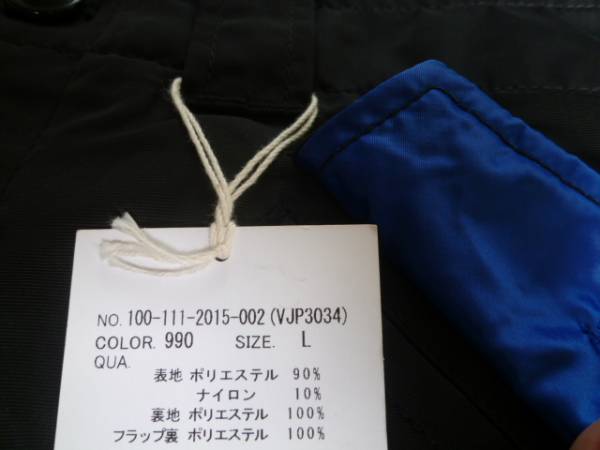 NO. 100-111-2015-002 (VJP3034)
COLOR. 990 SIZE. L
QUA.
表地 ポリエステル 90%
ナイロン 10%
裏地 ポリエステル 100%
フラップ裏 ポリエステル 100%